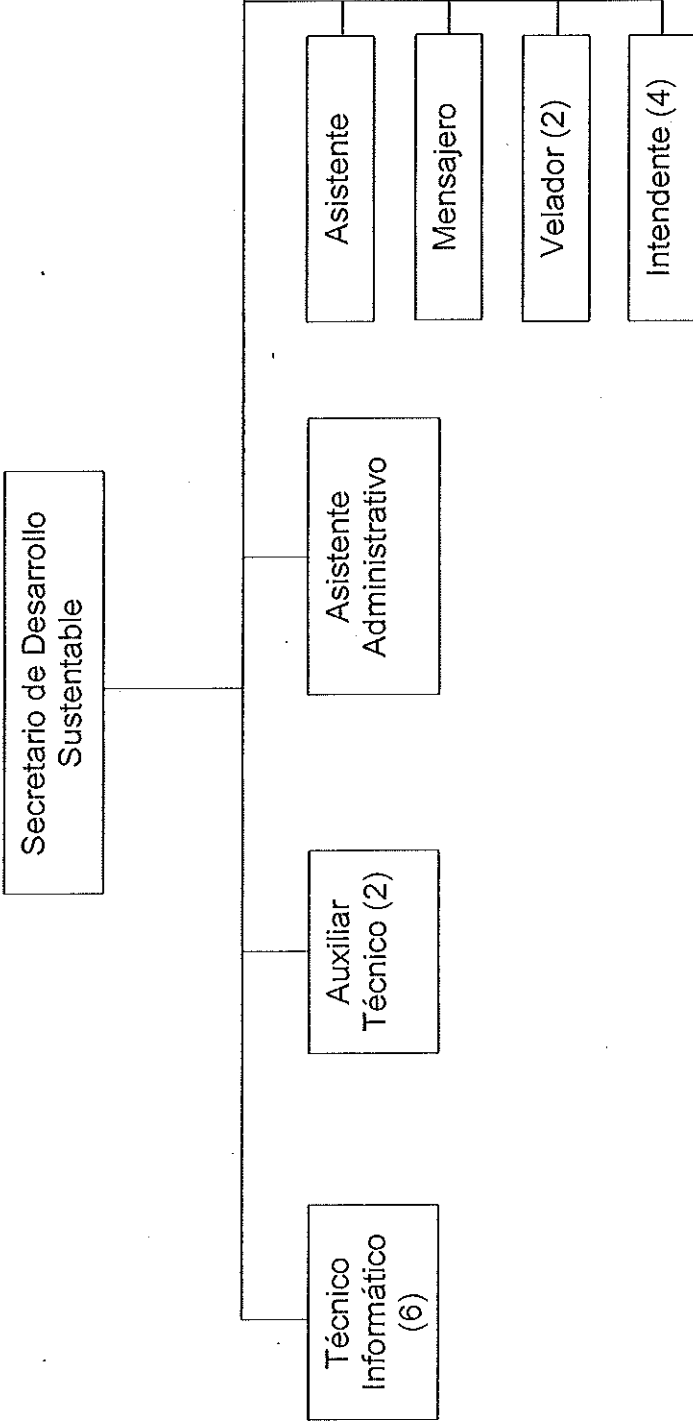 Secretario de Desarrollo
Sustentable
Técnico
Informático
(6)
Auxiliar
Técnico (2)
Asistente
Administrativo
Asistente
Mensajero
Velador (2)
Intendente (4)